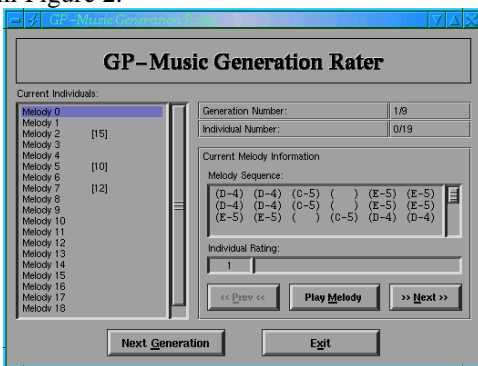 in Figure 2.
GP-Music Generation Rater
GP-Music Generation Rater
Current Individuals:
Melody 0
Melody 1
Melody 2 [15]
Melody 3
Melody 4
Melody 5 [10]
Melody 6
Melody 7 [12]
Melody 8
Melody 9
Melody 10
Melody 11
Melody 12
Melody 13
Melody 14
Melody 15
Melody 16
Melody 17
Melody 18
Generation Number: 1/9
Individual Number: 0/19
Current Melody Information
Melody Sequence:
(D-4) (D-4) (C-5) ( ) (E-5) (E-5)
(D-4) (D-4) (C-5) ( ) (E-5) (E-5)
(E-5) (E-5) ( ) (C-5) (D-4) (D-4)
Individual Rating:
1
<< Prev << Play Melody >> Next >>
Next Generation Exit